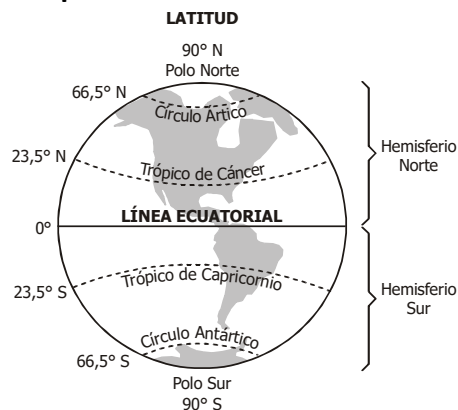 LATITUD
90° N
Polo Norte
66,5° N
Círculo Ártico
23,5° N
Trópico de Cáncer
Hemisferio
Norte
LÍNEA ECUATORIAL
0°
Trópico de Capricornio
23,5° S
Hemisferio
Sur
Círculo Antártico
66,5° S
Polo Sur
90° S